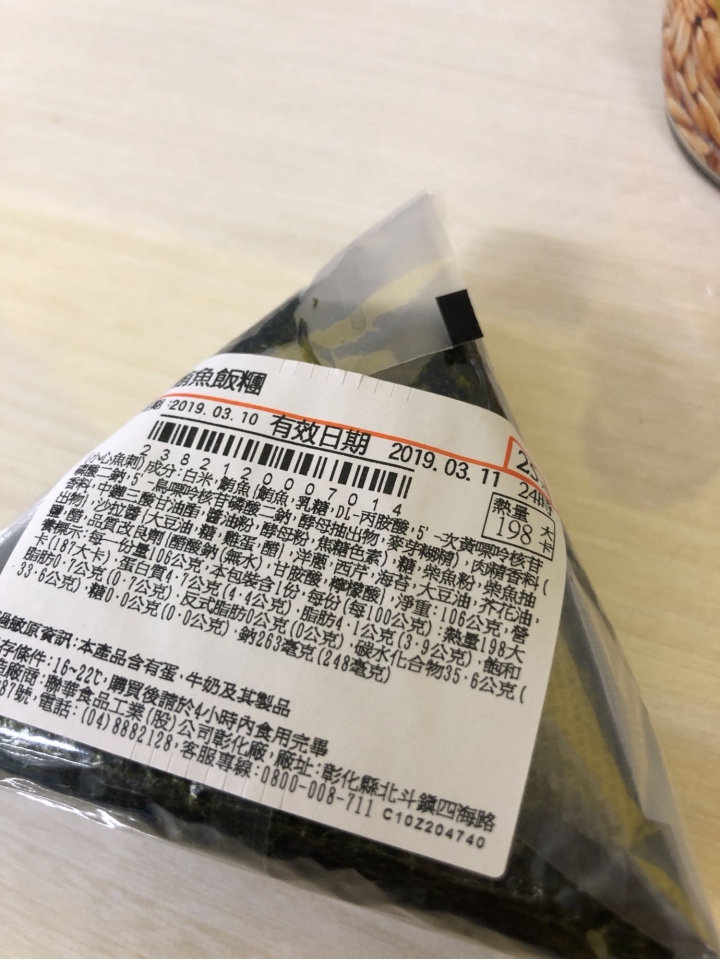 鮪魚飯糰
:2019.03.10 有效日期 2019.03.11
24時
2382120007014
熱量 198 大卡
(小心魚刺)成分:白米,鮪魚(鮪魚,乳糖,DL-丙胺酸,5'-次黃嘌呤核苷
磷酸二鈉,5'-鳥嘌呤核苷磷酸二鈉,酵母抽出物,麥芽糊精),肉精香料(
香料,中鏈三酸甘油酯,醬油粉,酵母粉,焦糖色素),糖,柴魚粉,柴魚抽
出物),沙拉醬(大豆油,糖,雞蛋,醋),洋蔥,西芹,海苔,大豆油,芥花油,
鹽,醋,品質改良劑(醋酸鈉(無水),甘胺酸,檸檬酸),淨重:106公克,營
養標示:每一份量106公克,本包裝含1份,每份(每100公克),熱量198大
卡(187大卡),蛋白質4.7公克(4.4公克),脂肪4.1公克(3.9公克),飽和
脂肪0.7公克(0.7公克),反式脂肪0公克(0公克),碳水化合物35.6公克(
33.6公克),糖0.0公克(0公克),鈉263毫克(248毫克)
過敏原資訊:本產品含有蛋,牛奶及其製品
存條件:16~22℃,購買後請於4小時內食用完畢
造廠商:聯華食品工業(股)公司彰化廠,廠址:彰化縣北斗鎮四海路
87號,電話:(04)8882128,客服專線:0800-008-711 C10Z204740